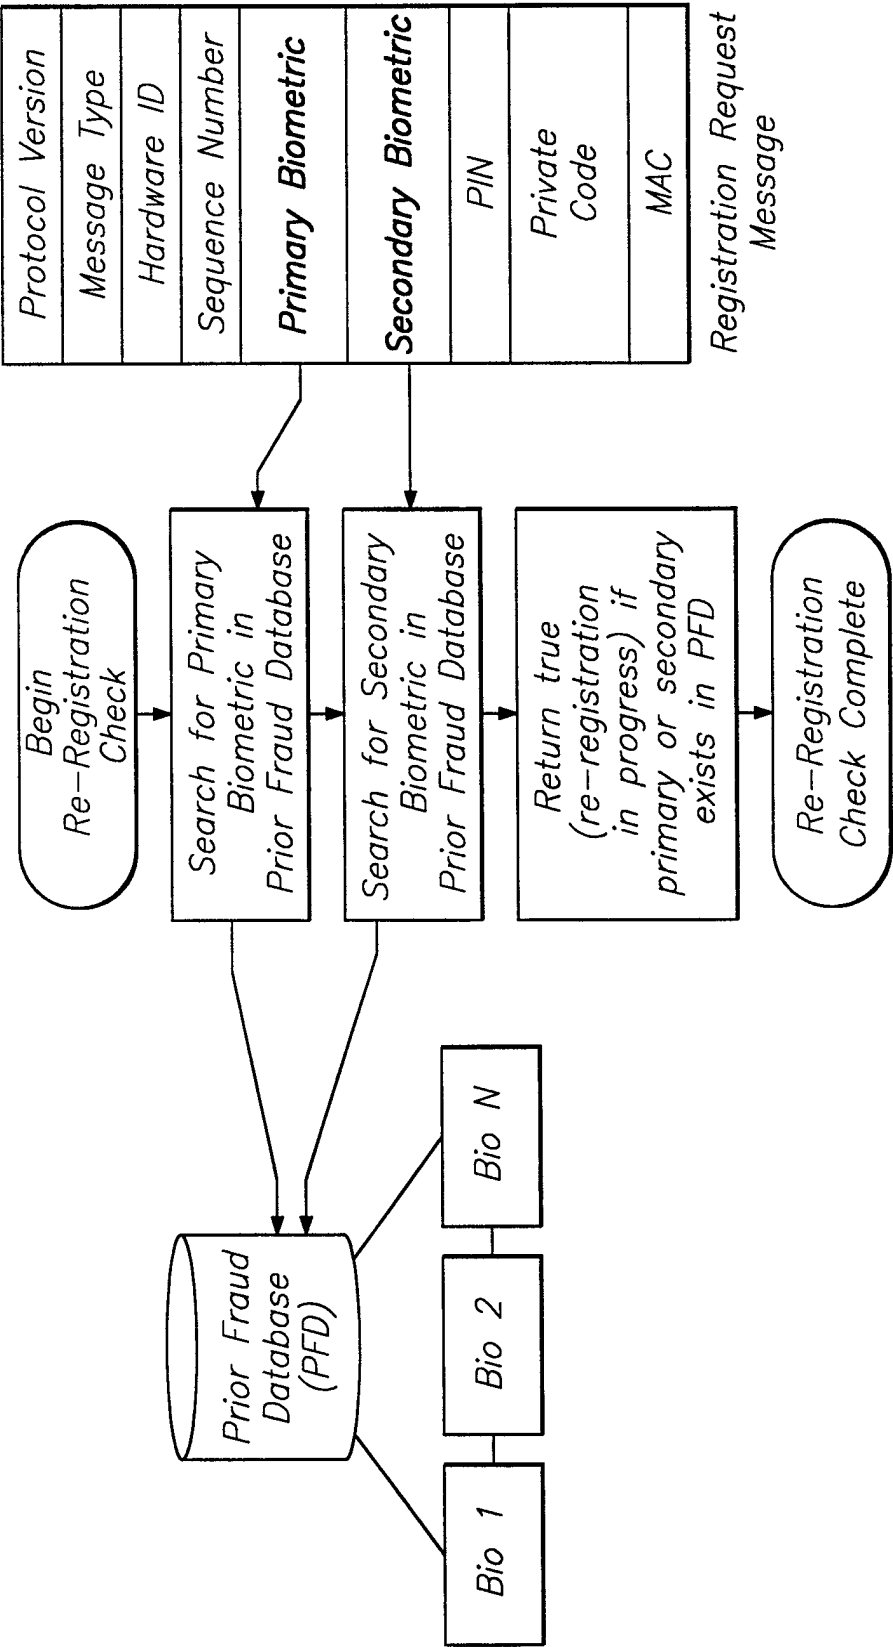 Prior Fraud
Database
(PFD)
Bio 1
Bio 2
Bio N
Begin
Re-Registration
Check
Search for Primary
Biometric in
Prior Fraud Database
Search for Secondary
Biometric in
Prior Fraud Database
Return true
(re-registration
in progress) if
primary or secondary
exists in PFD
Re-Registration
Check Complete
Protocol Version
Message Type
Hardware ID
Sequence Number
Primary Biometric
Secondary Biometric
PIN
Private
Code
MAC
Registration Request
Message